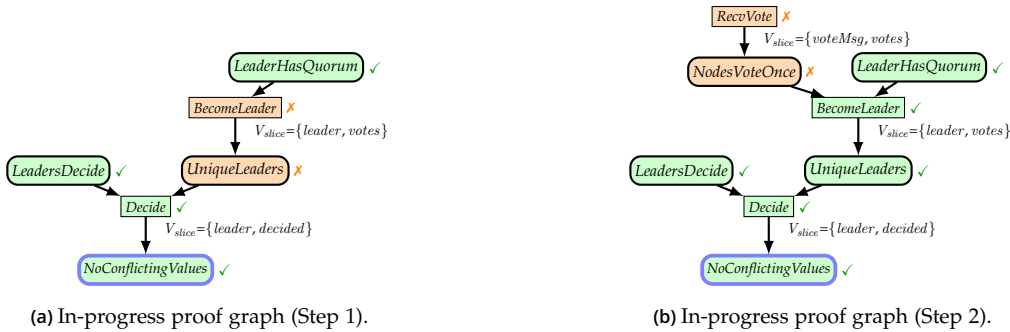 LeaderHasQuorum ✓
BecomeLeader ✗
V_slice={leader, votes}
LeadersDecide ✓
UniqueLeaders ✗
Decide ✓
V_slice={leader, decided}
NoConflictingValues ✓
(a) In-progress proof graph (Step 1).
RecvVote ✗
V_slice={voteMsg, votes}
NodesVoteOnce ✗
LeaderHasQuorum ✓
BecomeLeader ✓
V_slice={leader, votes}
LeadersDecide ✓
UniqueLeaders ✓
Decide ✓
V_slice={leader, decided}
NoConflictingValues ✓
(b) In-progress proof graph (Step 2).